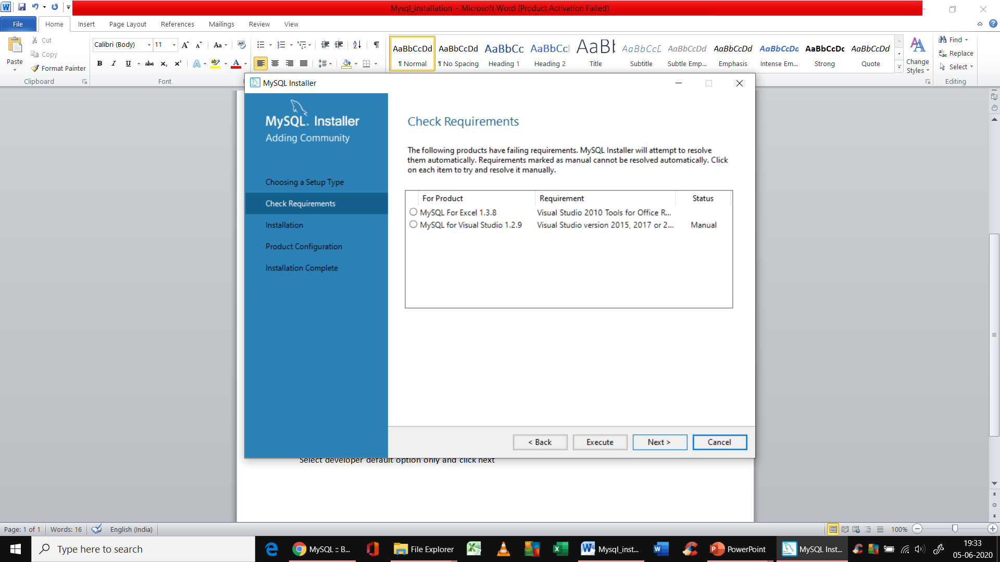 Mysql_installation - Microsoft Word (Product Activation Failed)
File Home Insert Page Layout References Mailings Review View
Paste
Cut
Copy
Format Painter
Clipboard
Calibri (Body) 11
Font
AaBbCcDd AaBbCcDd AaBbCc AaBbCcI AaBI AaBbCcL AaBbCcDd AaBbCcDd AaBbCcDd AaBbCcDc AaBbCcDd
¶ Normal ¶ No Spacing Heading 1 Heading 2 Title Subtitle Subtle Emp... Emphasis Intense Em... Strong Quote
Change
Styles
Find
Replace
Select
Editing
MySQL Installer
MySQL. Installer
Adding Community
Choosing a Setup Type
Check Requirements
Installation
Product Configuration
Installation Complete
Check Requirements
The following products have failing requirements. MySQL Installer will attempt to resolve
them automatically. Requirements marked as manual cannot be resolved automatically. Click
on each item to try and resolve it manually.
For Product Requirement Status
MySQL For Excel 1.3.8 Visual Studio 2010 Tools for Office R...
MySQL for Visual Studio 1.2.9 Visual Studio version 2015, 2017 or 2... Manual
< Back Execute Next > Cancel
Select developer default option only and click next
Page: 1 of 1 Words: 16 English (India) 100%
Type here to search
MySQL :: B... File Explorer Mysql_inst... PowerPoint MySQL Inst...
19:33
05-06-2020